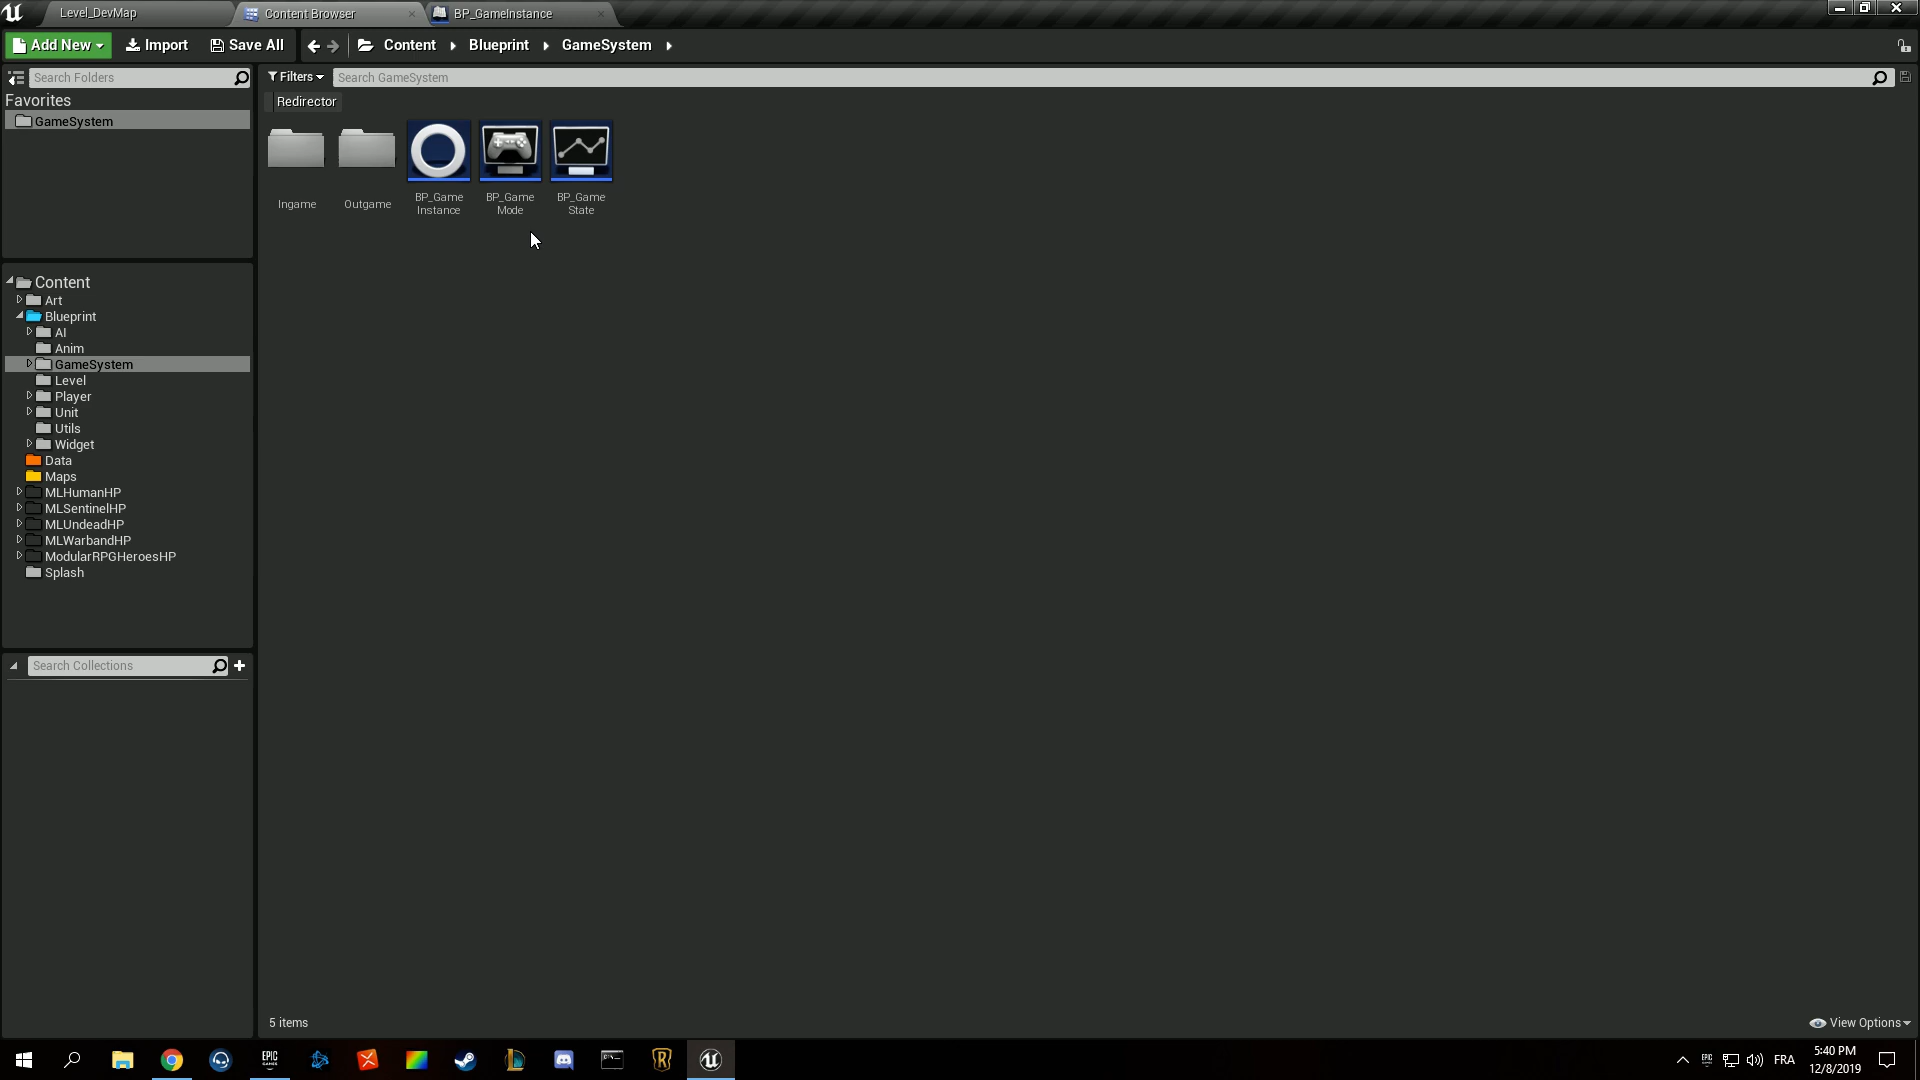 Level_DevMap
Content Browser
BP_GameInstance
Add New
Import
Save All
Content
Blueprint
GameSystem
Search Folders
Filters
Search GameSystem
Favorites
GameSystem
Redirector
Ingame
Outgame
BP_Game
Instance
BP_Game
Mode
BP_Game
State
Content
Art
Blueprint
AI
Anim
GameSystem
Level
Player
Unit
Utils
Widget
Data
Maps
MLHumanHP
MLSentinelHP
MLUndeadHP
MLWarbandHP
ModularRPGHeroesHP
Splash
Search Collections
5 items
View Options
EPIC
GAMES
FRA
5:40 PM
12/8/2019